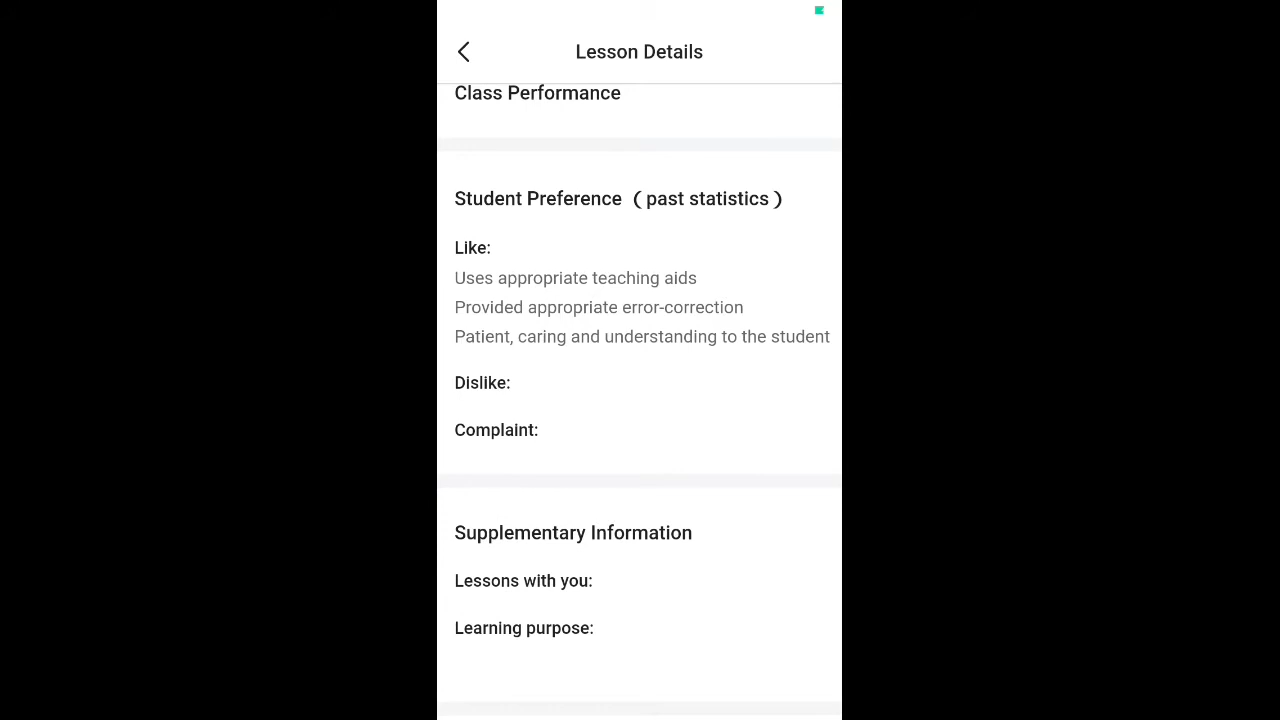 Lesson Details
Class Performance
Student Preference （past statistics）
Like:
Uses appropriate teaching aids
Provided appropriate error-correction
Patient, caring and understanding to the student
Dislike:
Complaint:
Supplementary Information
Lessons with you:
Learning purpose: